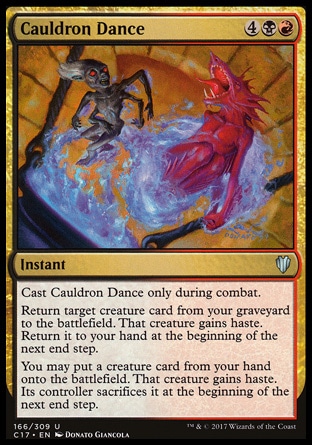 Cauldron Dance 4
Instant
Cast Cauldron Dance only during combat.
Return target creature card from your graveyard
to the battlefield. That creature gains haste.
Return it to your hand at the beginning of the
next end step.
You may put a creature card from your hand
onto the battlefield. That creature gains haste.
Its controller sacrifices it at the beginning of the
next end step.
166/309 U
C17 • EN Donato Giancola
™ & © 2017 Wizards of the Coast